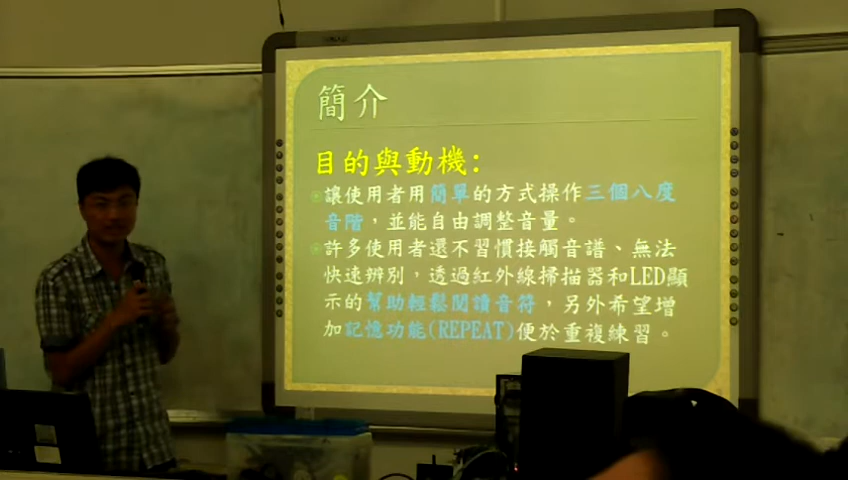 簡介
目的與動機:
讓使用者用簡單的方式操作三個八度
音階，並能自由調整音量。
許多使用者還不習慣接觸音譜、無法
快速辨別，透過紅外線掃描器和LED顯
示的幫助輕鬆閱讀音符，另外希望增
加記憶功能(REPEAT)便於重複練習。